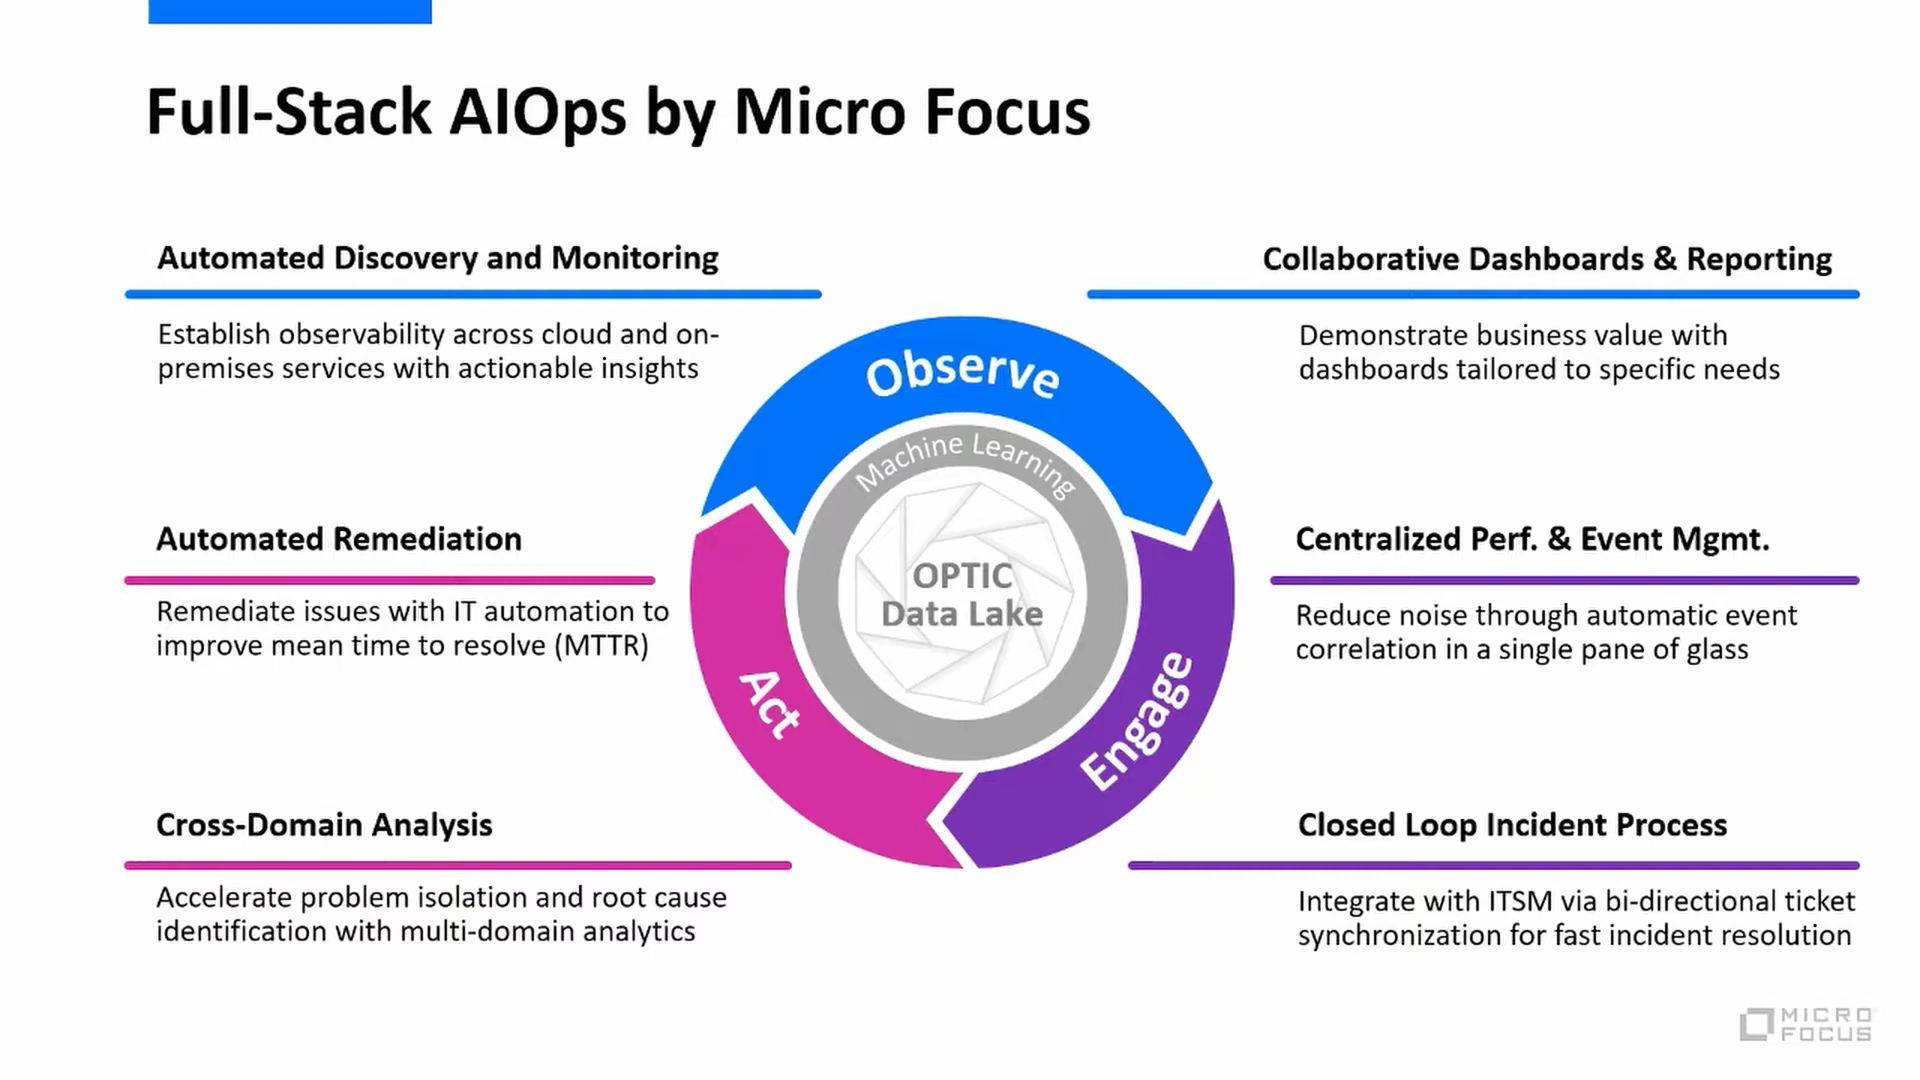 Full-Stack AIOps by Micro Focus
Automated Discovery and Monitoring
Establish observability across cloud and on-
premises services with actionable insights
Collaborative Dashboards & Reporting
Demonstrate business value with
dashboards tailored to specific needs
Observe
Machine Learning
OPTIC
Data Lake
Act
Engage
Automated Remediation
Remediate issues with IT automation to
improve mean time to resolve (MTTR)
Centralized Perf. & Event Mgmt.
Reduce noise through automatic event
correlation in a single pane of glass
Cross-Domain Analysis
Accelerate problem isolation and root cause
identification with multi-domain analytics
Closed Loop Incident Process
Integrate with ITSM via bi-directional ticket
synchronization for fast incident resolution
MICRO
FOCUS